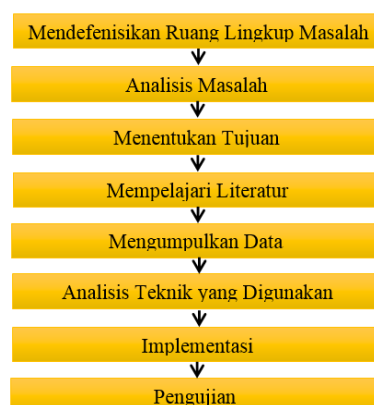 Mendefenisikan Ruang Lingkup Masalah
Analisis Masalah
Menentukan Tujuan
Mempelajari Literatur
Mengumpulkan Data
Analisis Teknik yang Digunakan
Implementasi
Pengujian